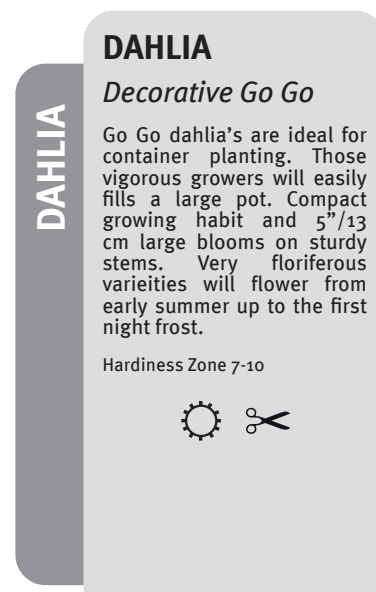 DAHLIA
DAHLIA
Decorative Go Go
Go Go dahlia's are ideal for
container planting. Those
vigorous growers will easily
fills a large pot. Compact
growing habit and 5”/13
cm large blooms on sturdy
stems. Very floriferous
varieities will flower from
early summer up to the first
night frost.
Hardiness Zone 7-10